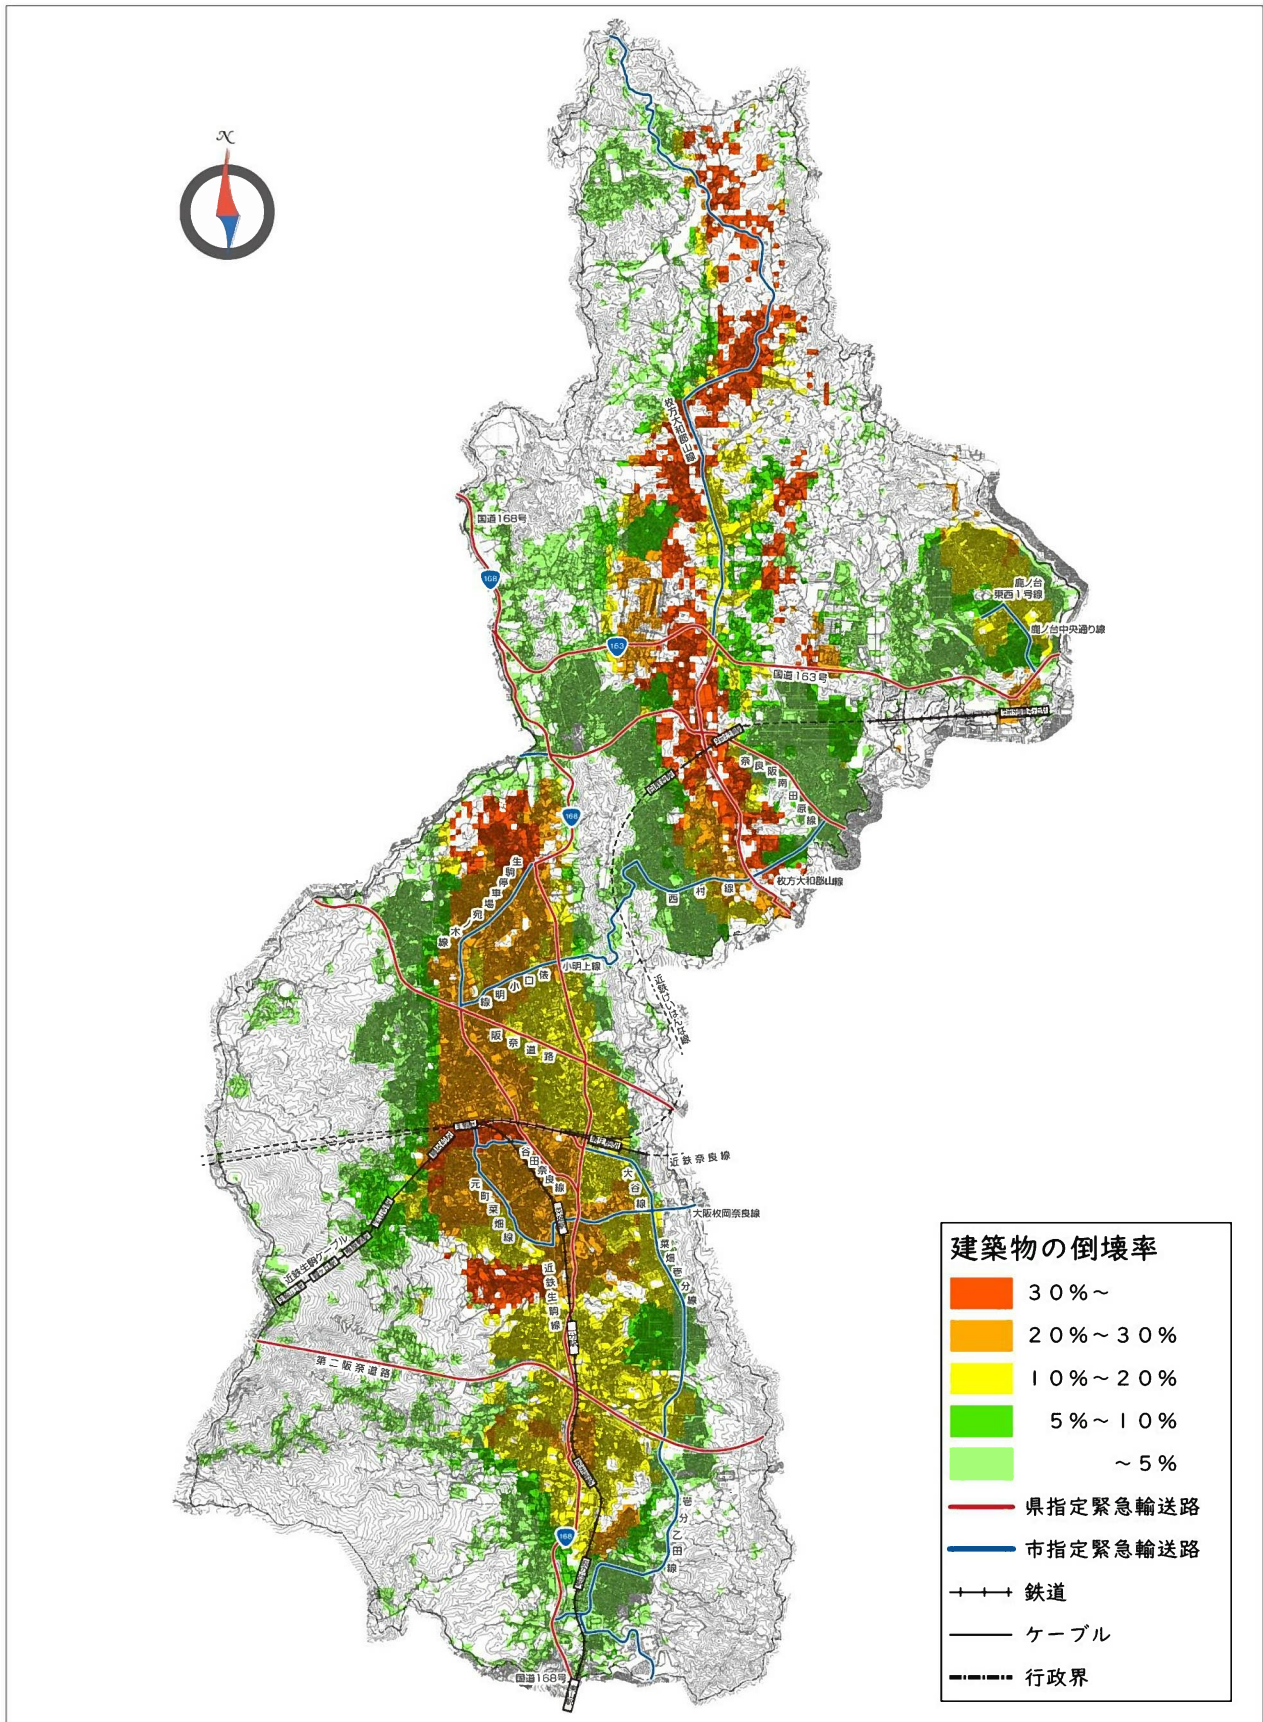 N
枚方大和郡山線
国道168号
168
鹿ノ台
東西1号線
鹿ノ台中央通り線
163
国道163号
奈良阪南田原線
168
生駒停車場宛ノ木線
西村線
枚方大和郡山線
小明上線
俵口小明線
近鉄けいはんな線
阪奈道路
近鉄奈良線
谷田奈良線
大谷線
元町菜畑線
大阪枚岡奈良線
近鉄生駒ケーブル
菜畑壱分線
近鉄生駒線
第二阪奈道路
壱分乙田線
168
国道168号
建築物の倒壊率
30%~
20%~30%
10%~20%
5%~10%
~5%
県指定緊急輸送路
市指定緊急輸送路
鉄道
ケーブル
行政界